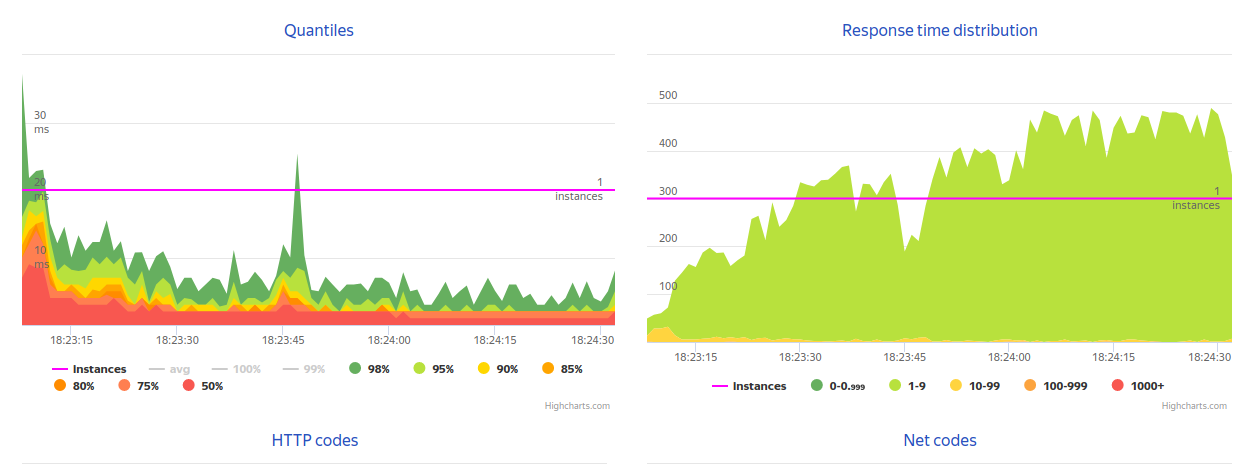 Quantiles
30
ms
20
ms
10
ms
1
instances
18:23:15 18:23:30 18:23:45 18:24:00 18:24:15 18:24:30
Instances avg 100% 99% 98% 95% 90% 85%
80% 75% 50%
Highcharts.com
Response time distribution
500
400
300
200
100
1
instances
18:23:15 18:23:30 18:23:45 18:24:00 18:24:15 18:24:30
Instances 0-0.999 1-9 10-99 100-999 1000+
Highcharts.com
HTTP codes
Net codes